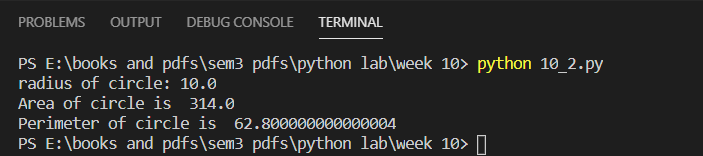 PROBLEMS OUTPUT DEBUG CONSOLE TERMINAL
PS E:\books and pdfs\sem3 pdfs\python lab\week 10> python 10_2.py
radius of circle: 10.0
Area of circle is  314.0
Perimeter of circle is  62.800000000000004
PS E:\books and pdfs\sem3 pdfs\python lab\week 10>